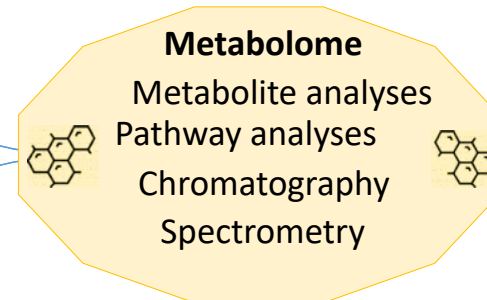 Metabolome
Metabolite analyses
Pathway analyses
Chromatography
Spectrometry